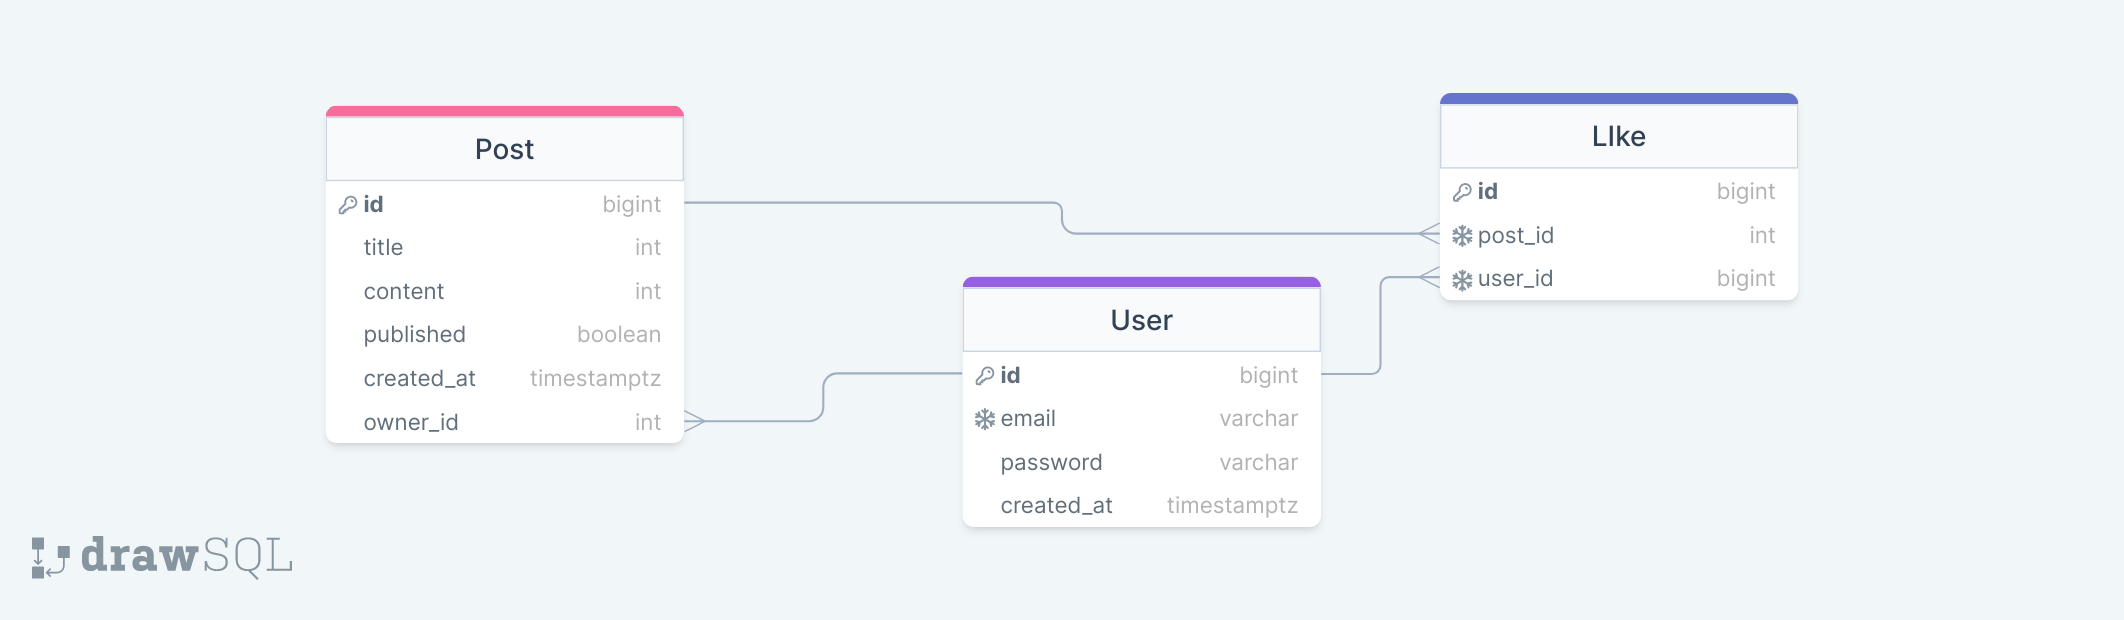 Post
id bigint
title int
content int
published boolean
created_at timestamptz
owner_id int
User
id bigint
email varchar
password varchar
created_at timestamptz
LIke
id bigint
post_id int
user_id bigint
drawSQL